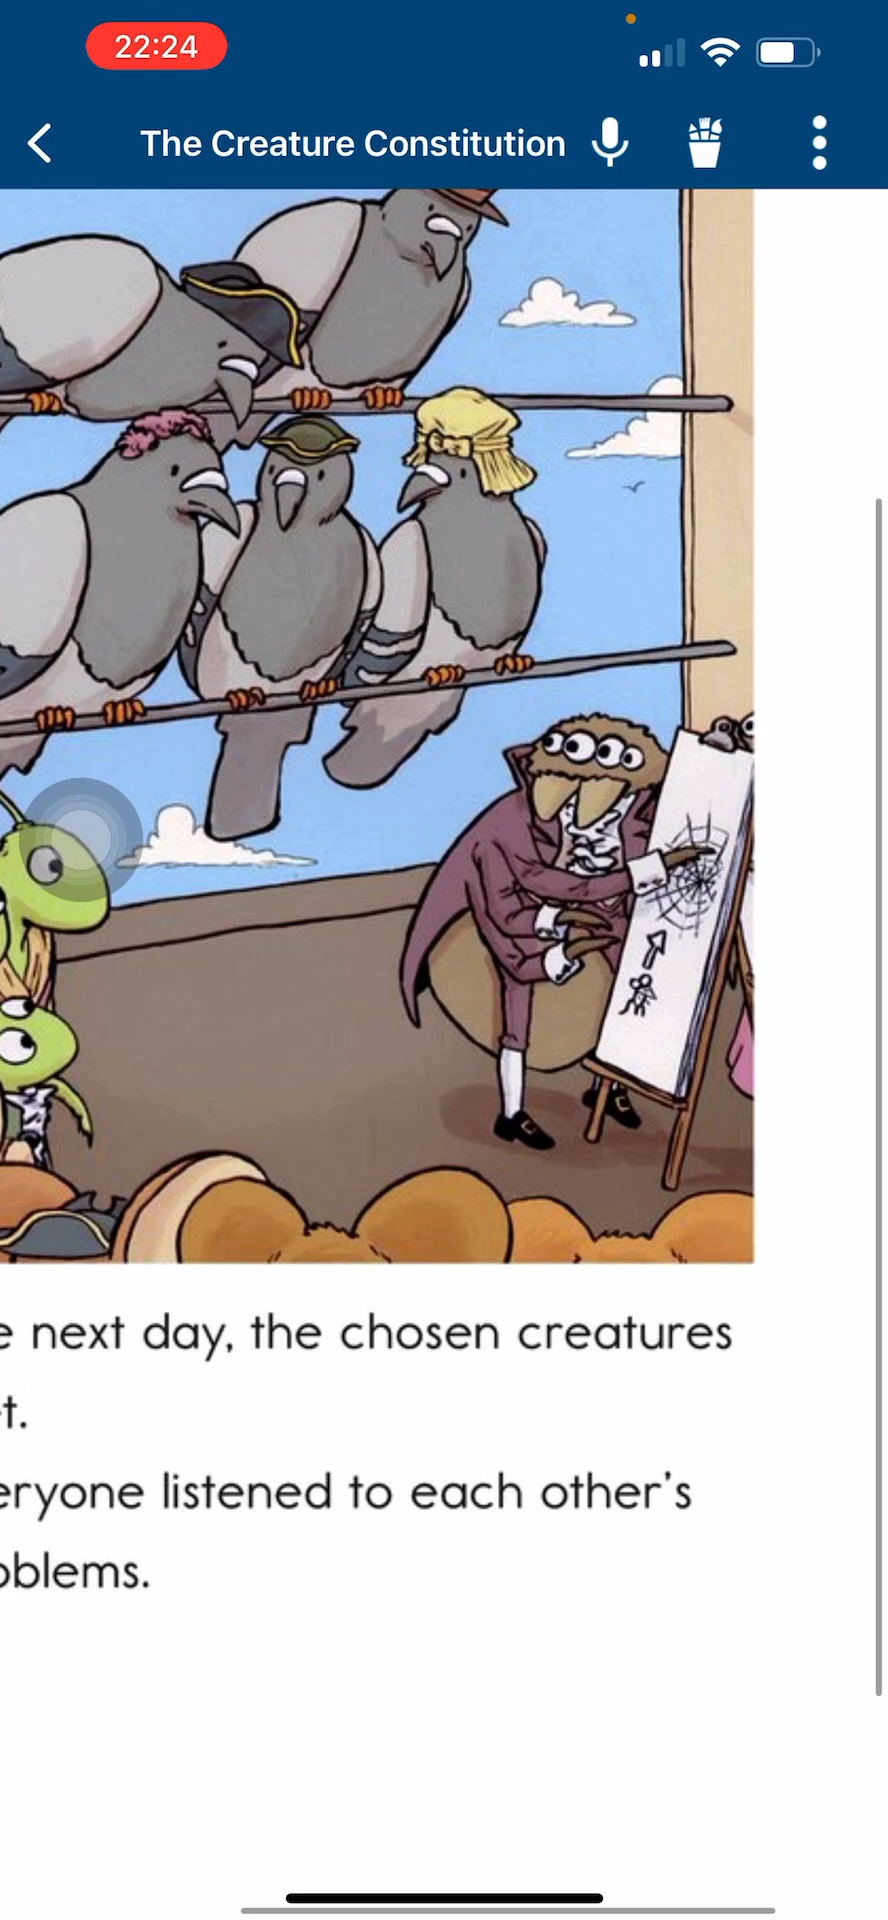 22:24
The Creature Constitution
e next day, the chosen creatures
t.
eryone listened to each other's
oblems.